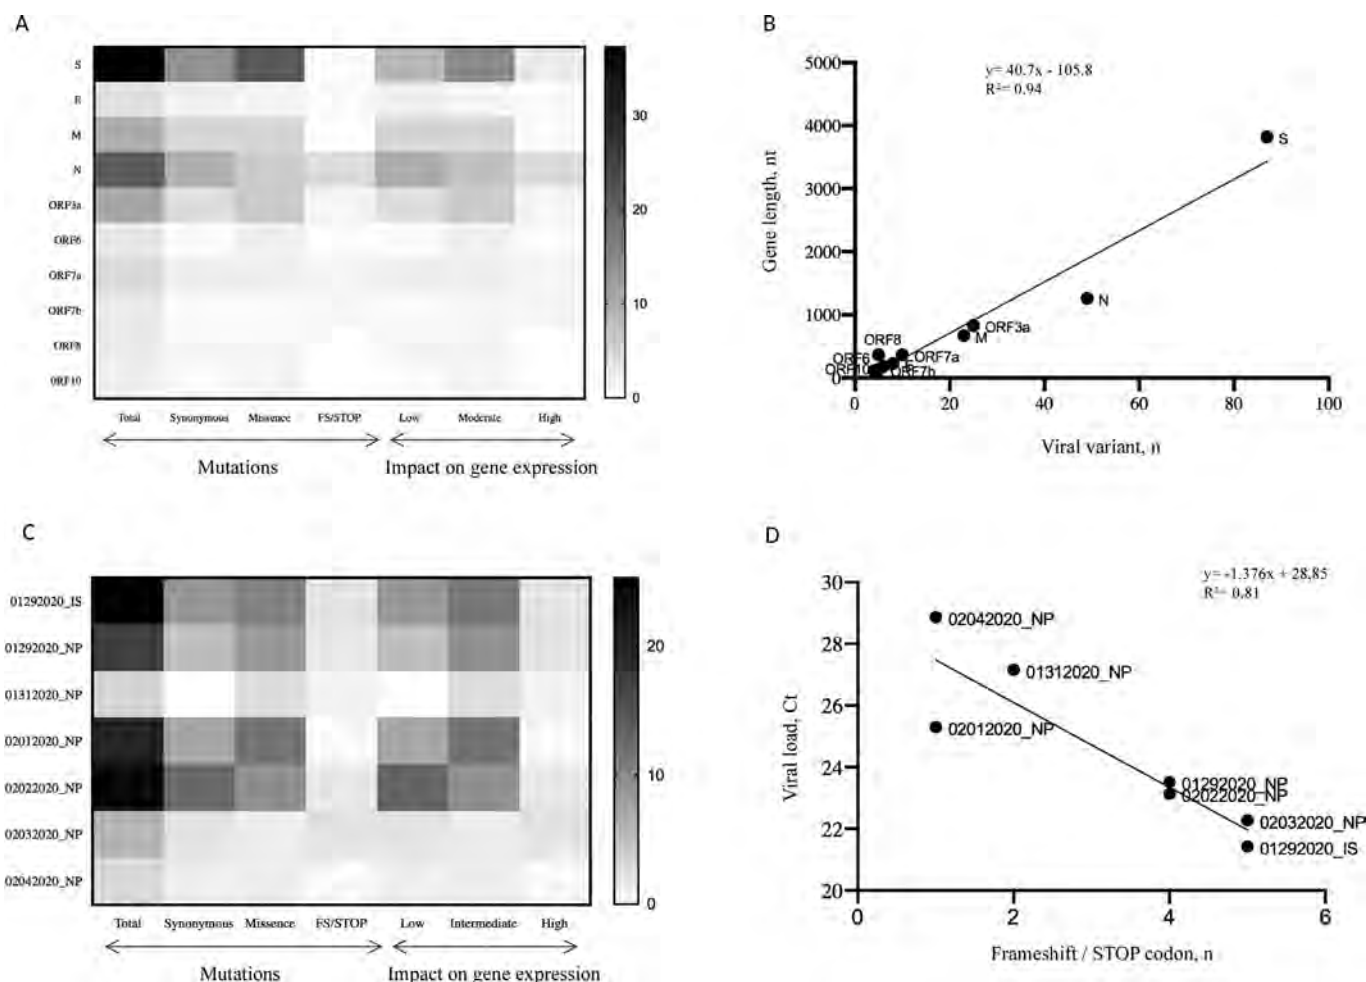 A
S
E
M
N
ORF3a
ORF6
ORF7a
ORF7b
ORF8
ORF10
30
20
10
0
Total Synonymous Missence FS/STOP Low Moderate High
Mutations Impact on gene expression
B
y= 40.7x - 105.8
R²= 0.94
Gene length, nt
5000
4000
3000
2000
1000
0
S
N
ORF3a
M
ORF8
ORF7a
ORF6
E
ORF10
ORF7b
0 20 40 60 80 100
Viral variant, n
C
01292020_IS
01292020_NP
01312020_NP
02012020_NP
02022020_NP
02032020_NP
02042020_NP
20
10
0
Total Synonymous Missence FS/STOP Low Intermediate High
Mutations Impact on gene expression
D
y= -1.376x + 28,85
R²= 0.81
Viral load, Ct
30
28
26
24
22
20
02042020_NP
01312020_NP
02012020_NP
01292020_NP
02022020_NP
02032020_NP
01292020_IS
0 2 4 6
Frameshift / STOP codon, n